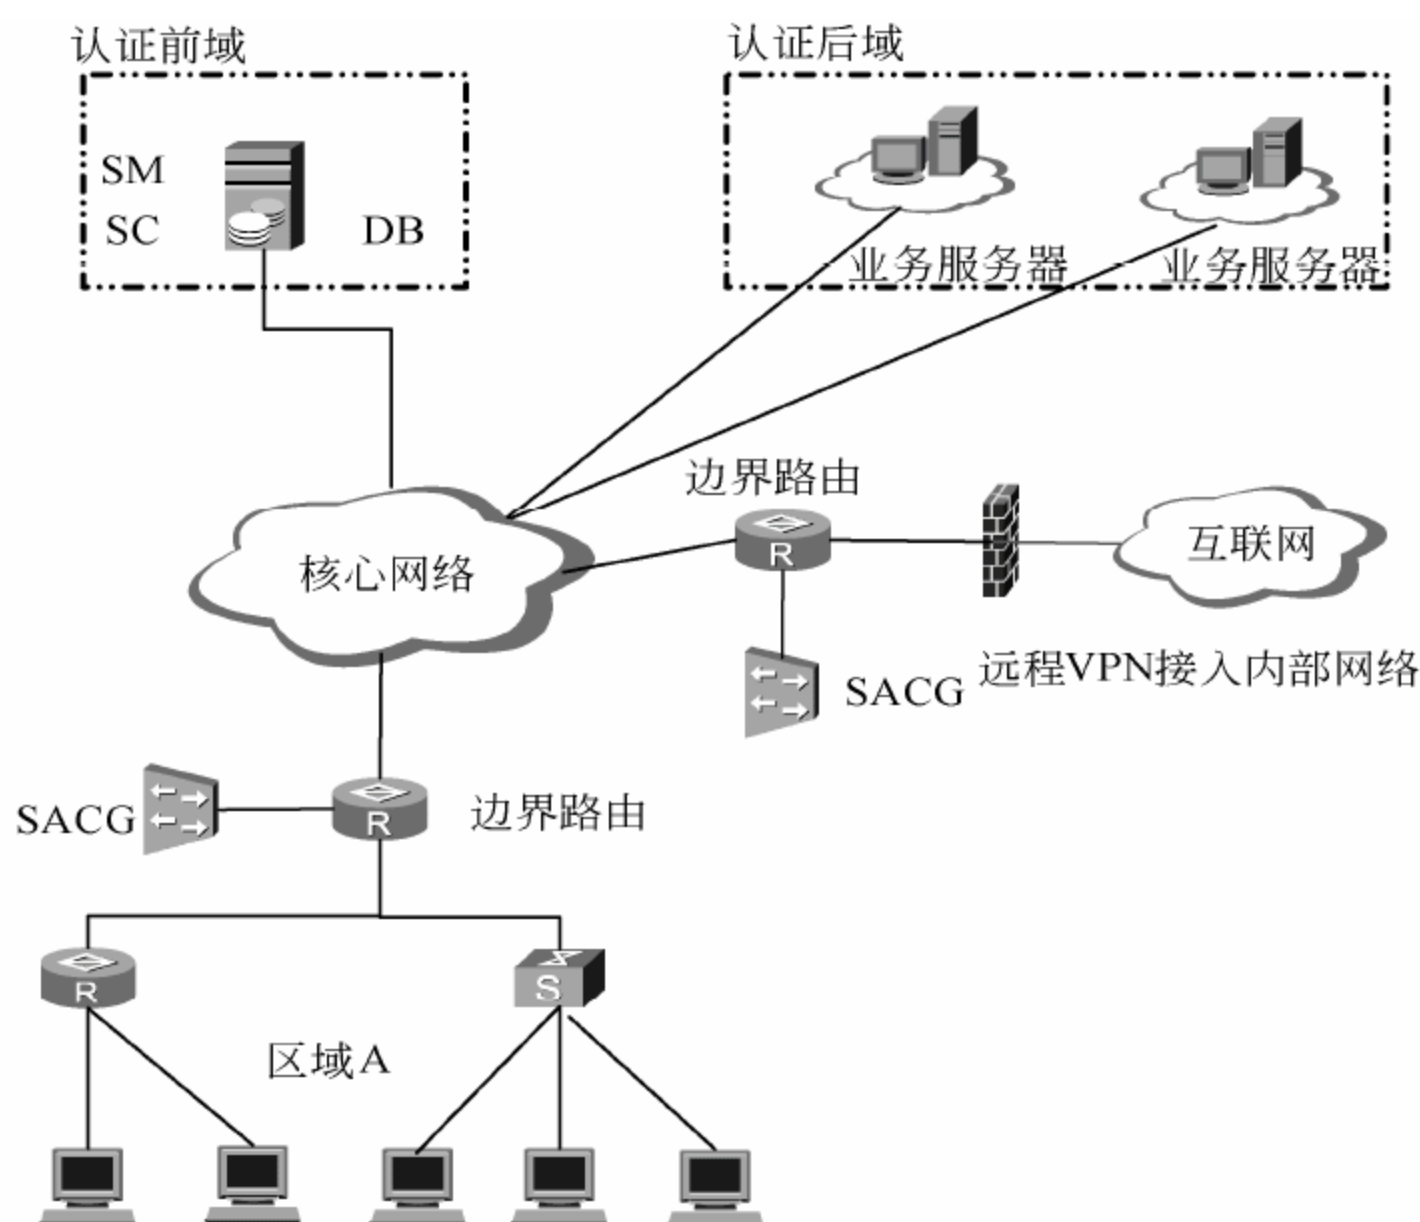 认证前域
认证后域
SM
SC
DB
业务服务器
业务服务器
边界路由
R
互联网
核心网络
远程VPN接入内部网络
SACG
SACG
R
边界路由
R
S
区域A